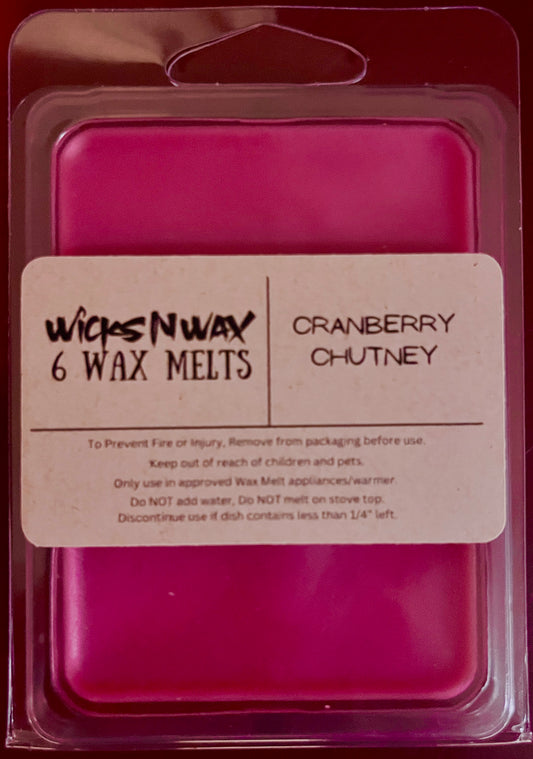 WICKS N WAX
6 WAX MELTS
CRANBERRY
CHUTNEY
To Prevent Fire or Injury, Remove from packaging before use.
Keep out of reach of children and pets.
Only use in approved Wax Melt appliances/warmer.
Do NOT add water, Do NOT melt on stove top.
Discontinue use if dish contains less than 1/4" left.